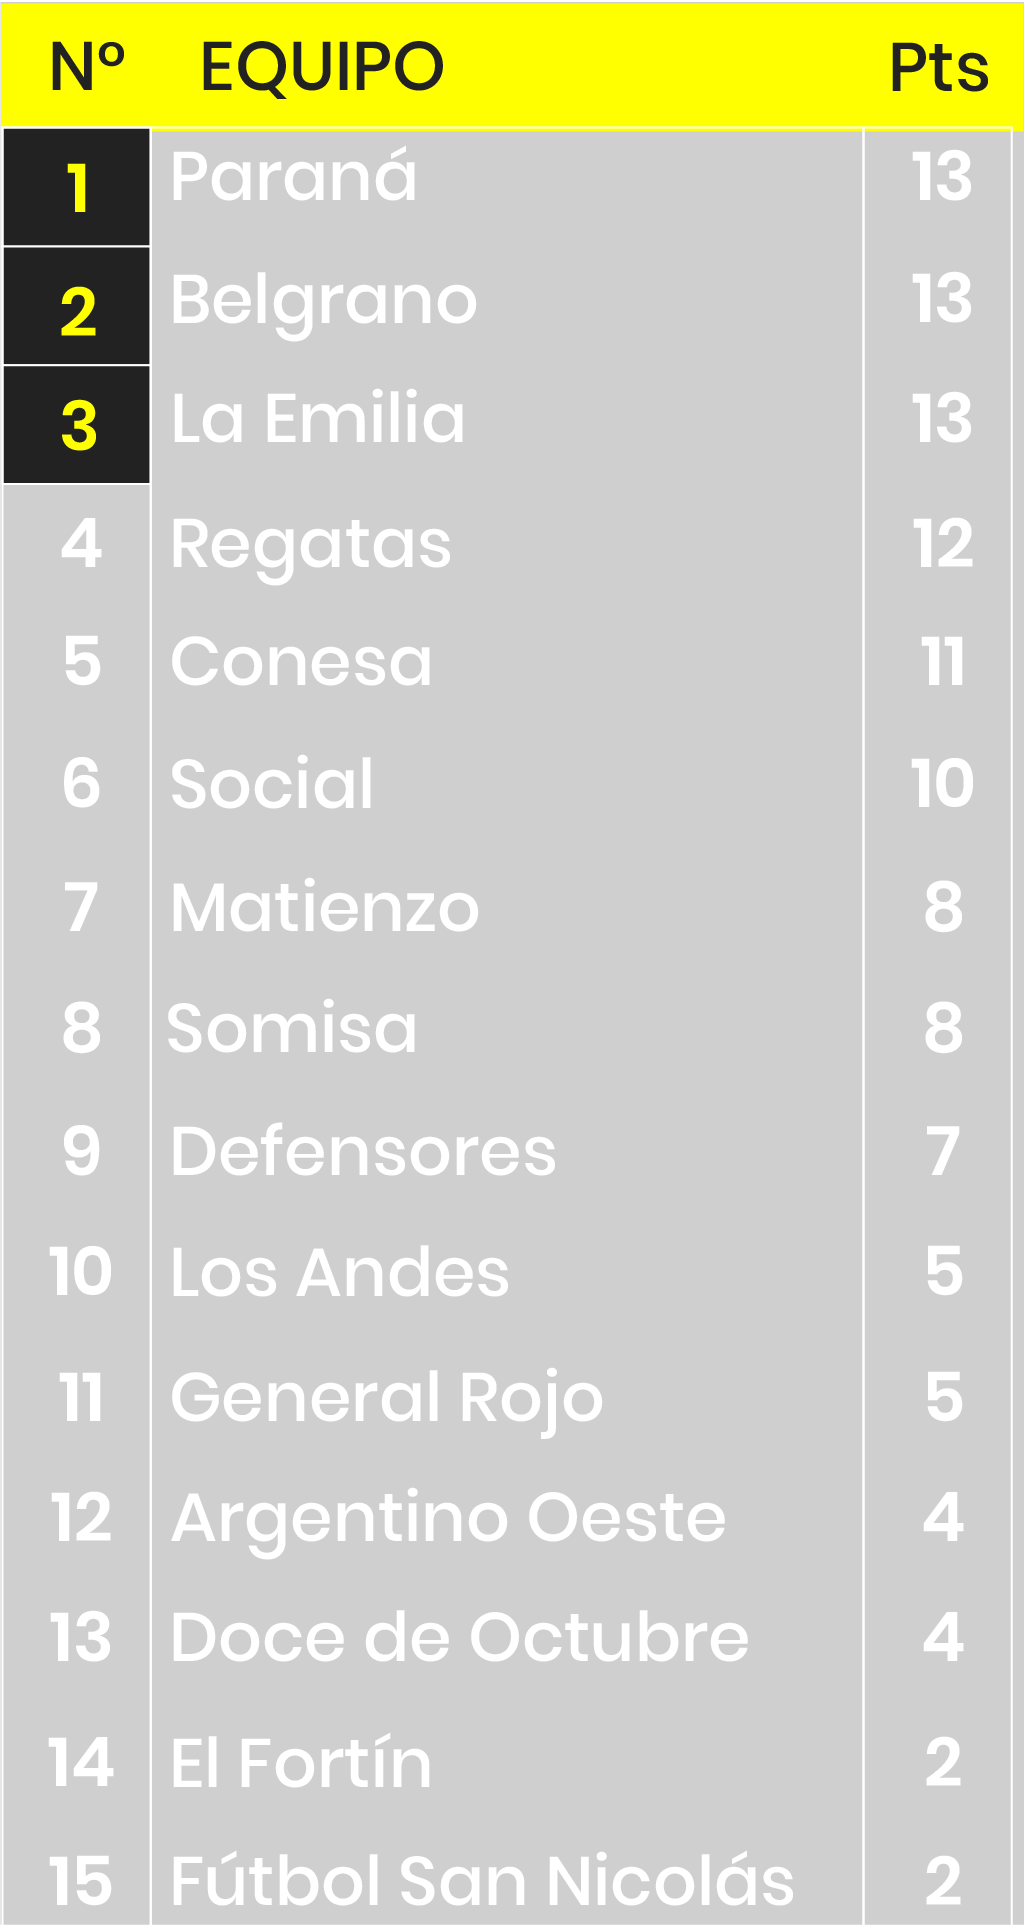 Nº EQUIPO Pts
1 Paraná 13
2 Belgrano 13
3 La Emilia 13
4 Regatas 12
5 Conesa 11
6 Social 10
7 Matienzo 8
8 Somisa 8
9 Defensores 7
10 Los Andes 5
11 General Rojo 5
12 Argentino Oeste 4
13 Doce de Octubre 4
14 El Fortín 2
15 Fútbol San Nicolás 2